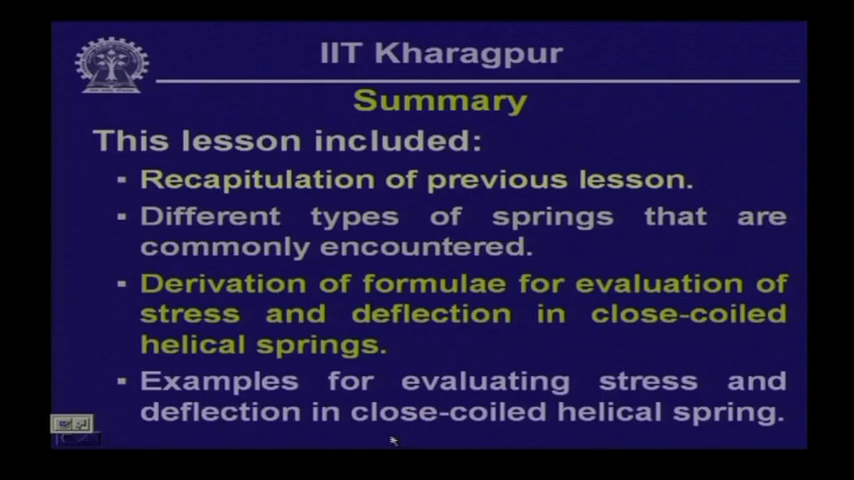 IIT Kharagpur
Summary
This lesson included:
▪ Recapitulation of previous lesson.
▪ Different types of springs that are
commonly encountered.
▪ Derivation of formulae for evaluation of
stress and deflection in close-coiled
helical springs.
▪ Examples for evaluating stress and
deflection in close-coiled helical spring.